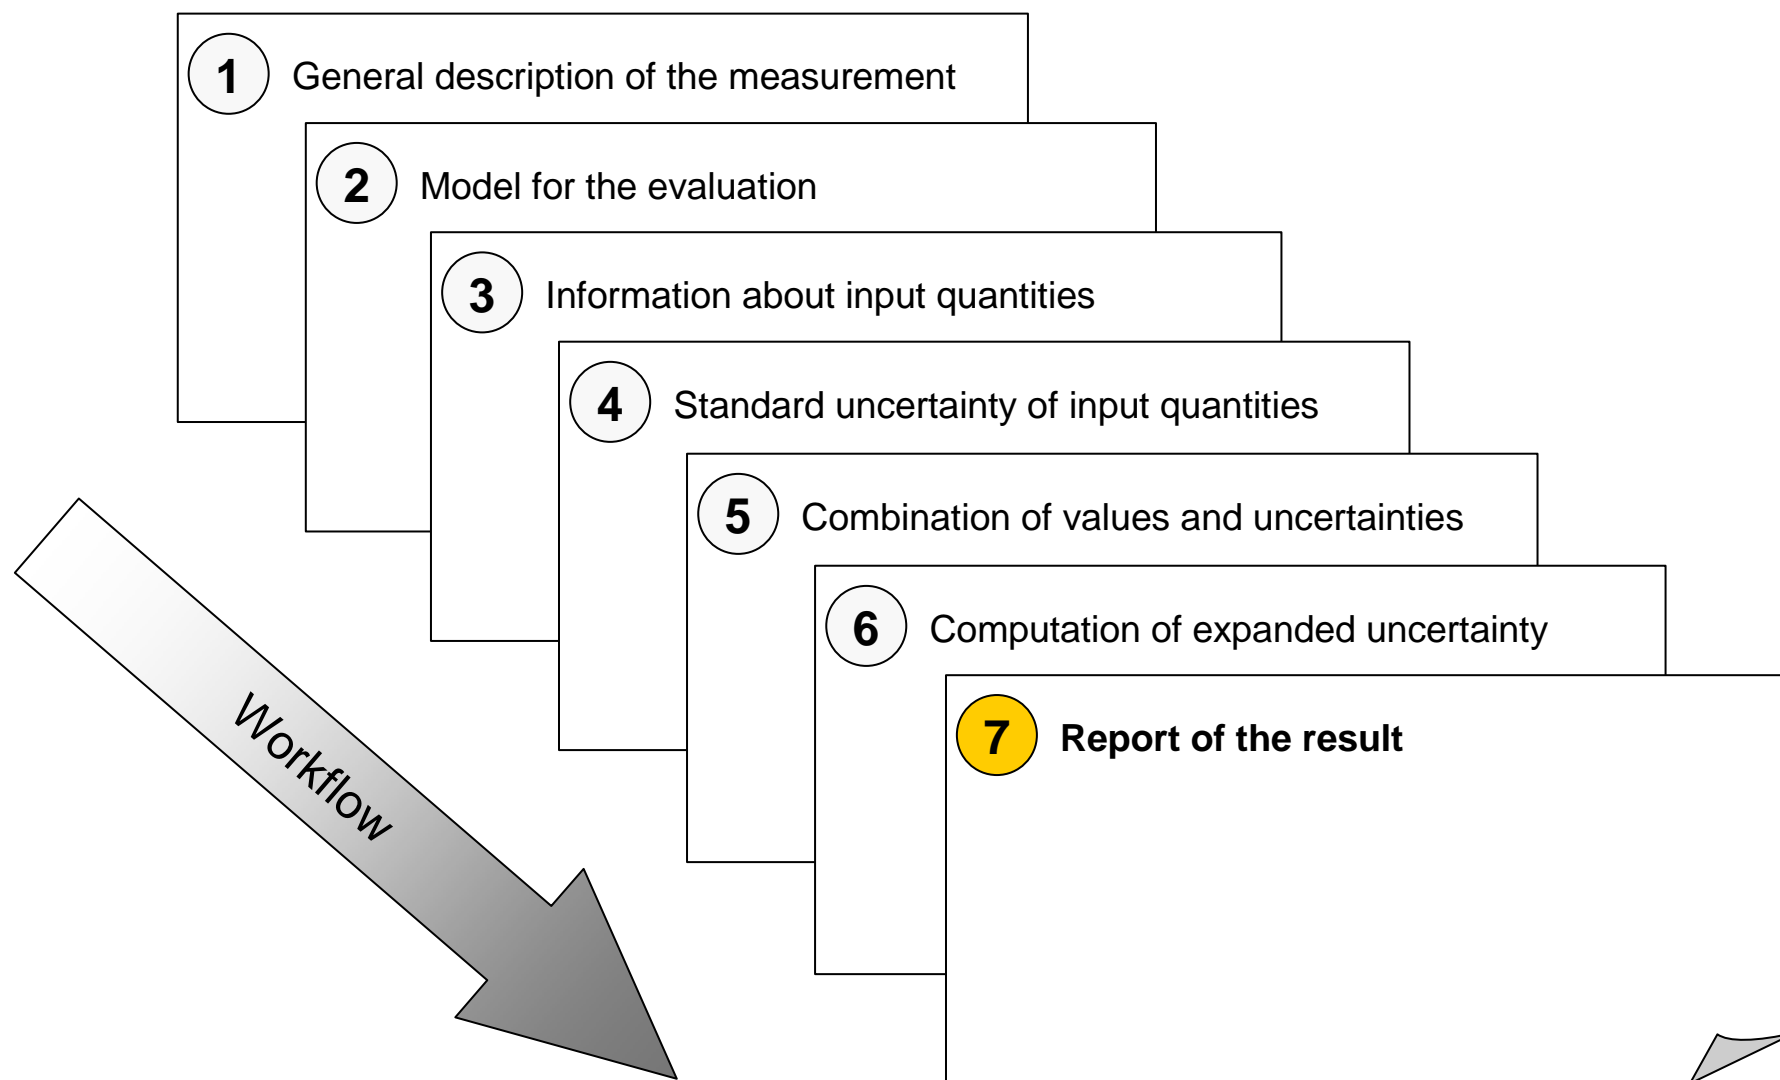 1 General description of the measurement
2 Model for the evaluation
3 Information about input quantities
4 Standard uncertainty of input quantities
5 Combination of values and uncertainties
6 Computation of expanded uncertainty
7 Report of the result
Workflow